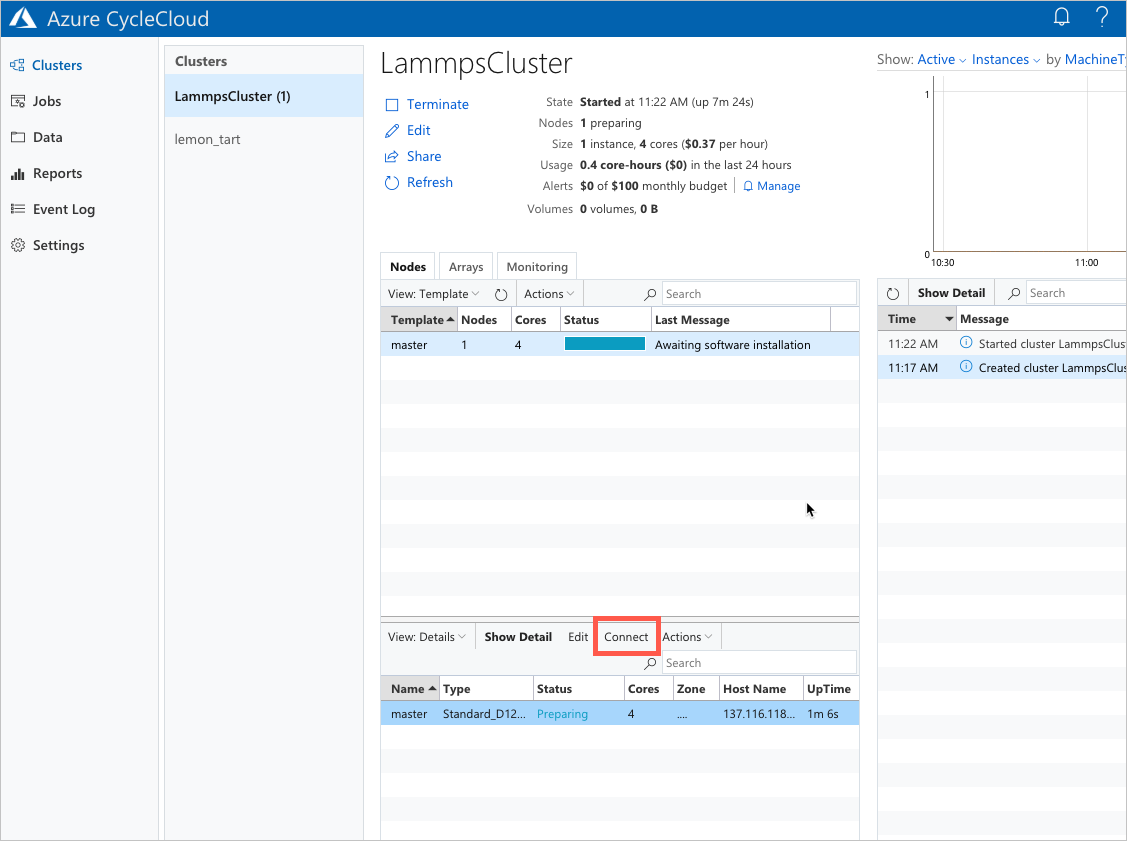 Azure CycleCloud
?
Clusters
Jobs
Data
Reports
Event Log
Settings
Clusters
LammpsCluster (1)
lemon_tart
LammpsCluster
Terminate
Edit
Share
Refresh
State Started at 11:22 AM (up 7m 24s)
Nodes 1 preparing
Size 1 instance, 4 cores ($0.37 per hour)
Usage 0.4 core-hours ($0) in the last 24 hours
Alerts $0 of $100 monthly budget Manage
Volumes 0 volumes, 0 B
Nodes Arrays Monitoring
View: Template Actions Search
Template Nodes Cores Status Last Message
master 1 4 Awaiting software installation
View: Details Show Detail Edit Connect Actions
Search
Name Type Status Cores Zone Host Name UpTime
master Standard_D12... Preparing 4 .... 137.116.118... 1m 6s
Show: Active Instances by MachineTy
1
0
10:30 11:00
Show Detail Search
Time Message
11:22 AM Started cluster LammpsClus
11:17 AM Created cluster LammpsClus